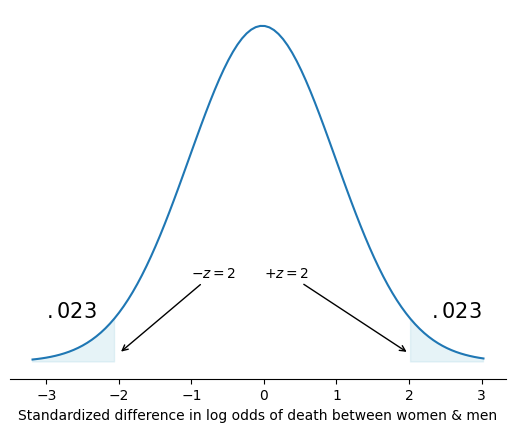 −z = 2 +z = 2
.023 .023
−3 −2 −1 0 1 2 3
Standardized difference in log odds of death between women & men